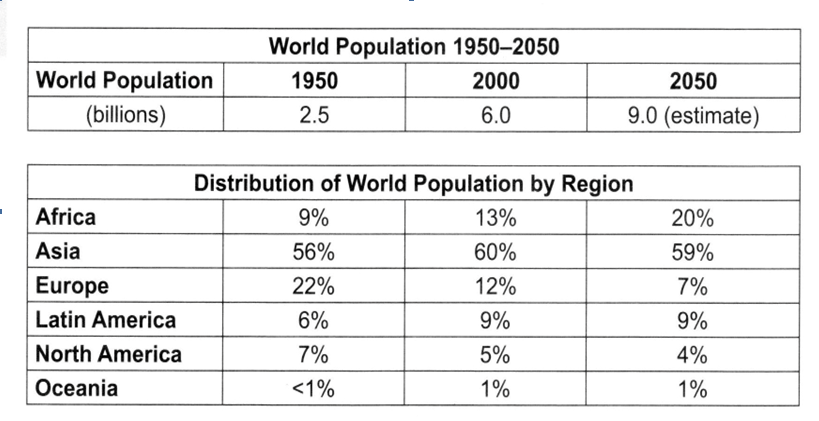 World Population 1950–2050
World Population 1950 2000 2050
(billions) 2.5 6.0 9.0 (estimate)
Distribution of World Population by Region
Africa 9% 13% 20%
Asia 56% 60% 59%
Europe 22% 12% 7%
Latin America 6% 9% 9%
North America 7% 5% 4%
Oceania <1% 1% 1%